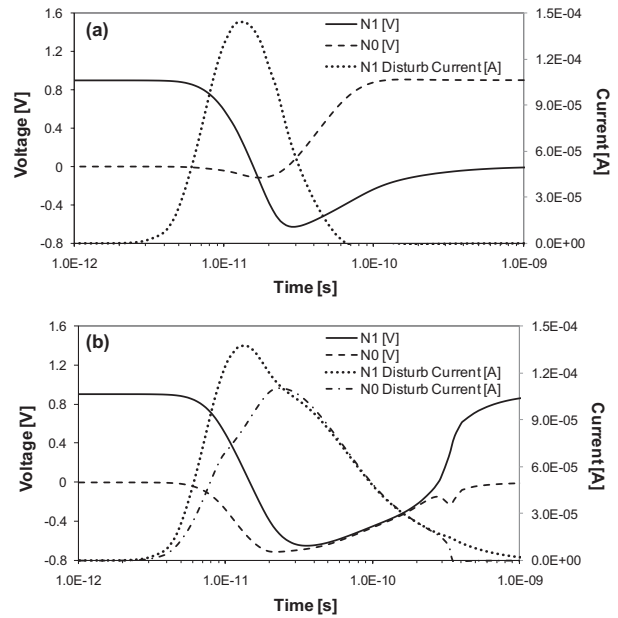 (a)
N1 [V]
N0 [V]
N1 Disturb Current [A]
1.6
1.2
0.8
0.4
0
-0.4
-0.8
Voltage [V]
1.5E-04
1.2E-04
9.0E-05
6.0E-05
3.0E-05
0.0E+00
Current [A]
1.0E-12
1.0E-11
1.0E-10
1.0E-09
Time [s]
(b)
N1 [V]
N0 [V]
N1 Disturb Current [A]
N0 Disturb Current [A]
1.6
1.2
0.8
0.4
0
-0.4
-0.8
Voltage [V]
1.5E-04
1.2E-04
9.0E-05
6.0E-05
3.0E-05
0.0E+00
Current [A]
1.0E-12
1.0E-11
1.0E-10
1.0E-09
Time [s]